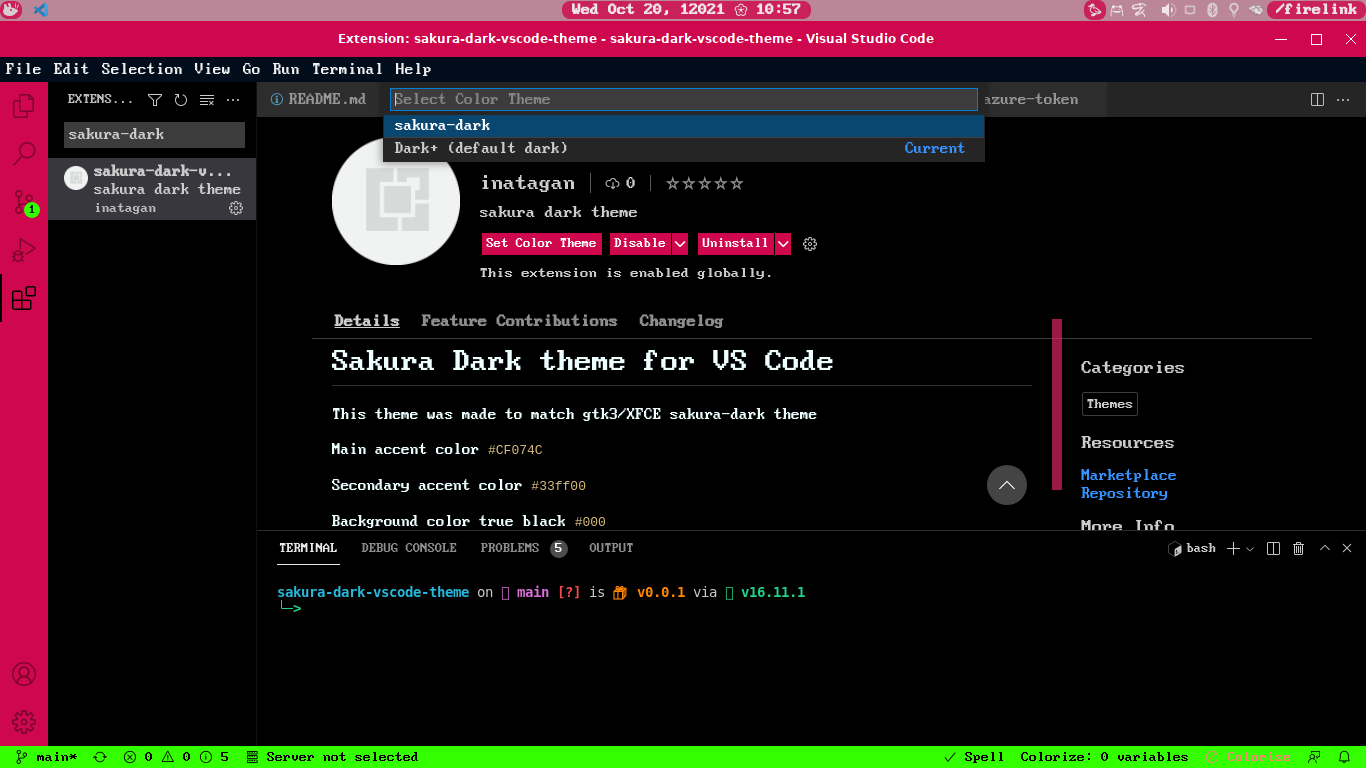 Wed Oct 20, 12021 10:57
/firelink
Extension: sakura-dark-vscode-theme - sakura-dark-vscode-theme - Visual Studio Code
File Edit Selection View Go Run Terminal Help
EXTENS...
README.md
azure-token
Select Color Theme
sakura-dark
Dark+ (default dark) Current
sakura-dark
sakura-dark-v...
sakura dark theme
inatagan
1
inatagan 0
sakura dark theme
Set Color Theme Disable Uninstall
This extension is enabled globally.
Details Feature Contributions Changelog
Sakura Dark theme for VS Code
This theme was made to match gtk3/XFCE sakura-dark theme
Main accent color #CF074C
Secondary accent color #33ff00
Background color true black #000
Categories
Themes
Resources
Marketplace
Repository
More Info
TERMINAL DEBUG CONSOLE PROBLEMS 5 OUTPUT
bash
sakura-dark-vscode-theme on main [?] is v0.0.1 via v16.11.1
└─>
main* 0 0 5 Server not selected Spell Colorize: 0 variables Colorize